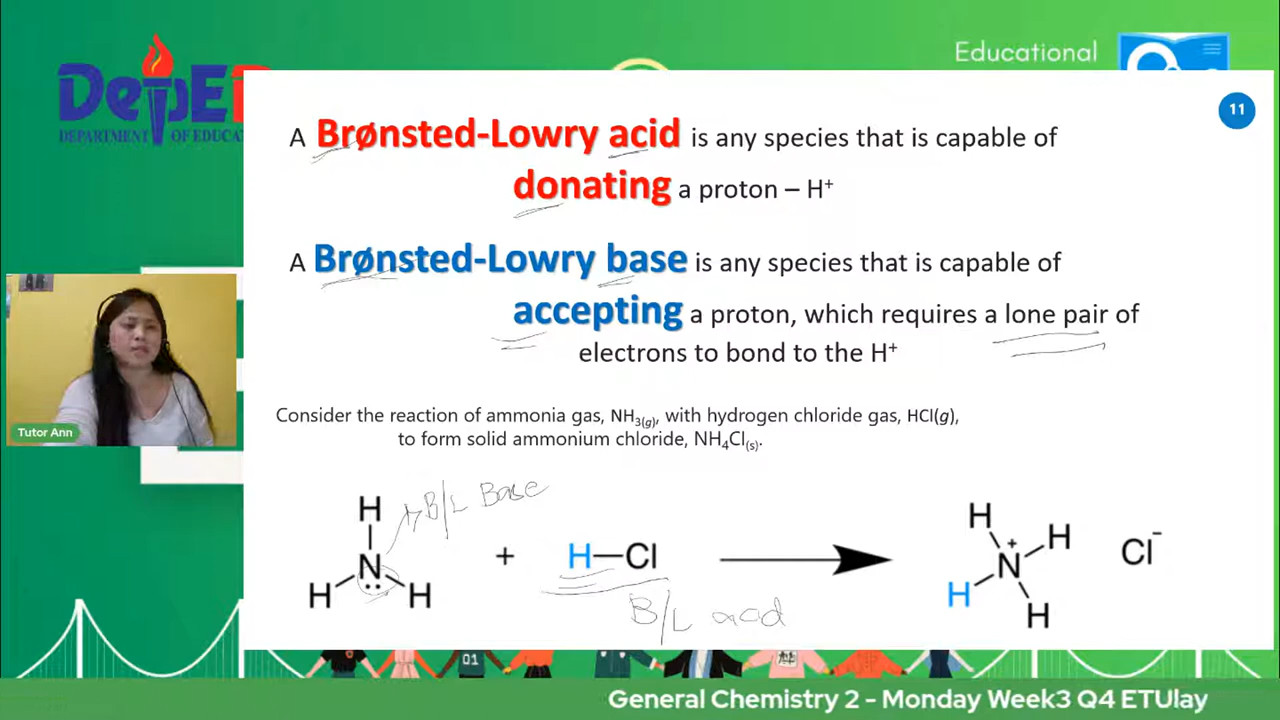 DepE
DEPARTMENT OF EDUCA
Educational
11
A Brønsted-Lowry acid is any species that is capable of
donating a proton – H⁺
A Brønsted-Lowry base is any species that is capable of
accepting a proton, which requires a lone pair of
electrons to bond to the H⁺
Tutor Ann
Consider the reaction of ammonia gas, NH₃₍g₎, with hydrogen chloride gas, HCl(g),
to form solid ammonium chloride, NH₄Cl₍s₎.
B/L Base
H
N
H H
+
H—Cl
B/L acid
H H
N⁺
H H
Cl⁻
01
General Chemistry 2 - Monday Week3 Q4 ETUlay